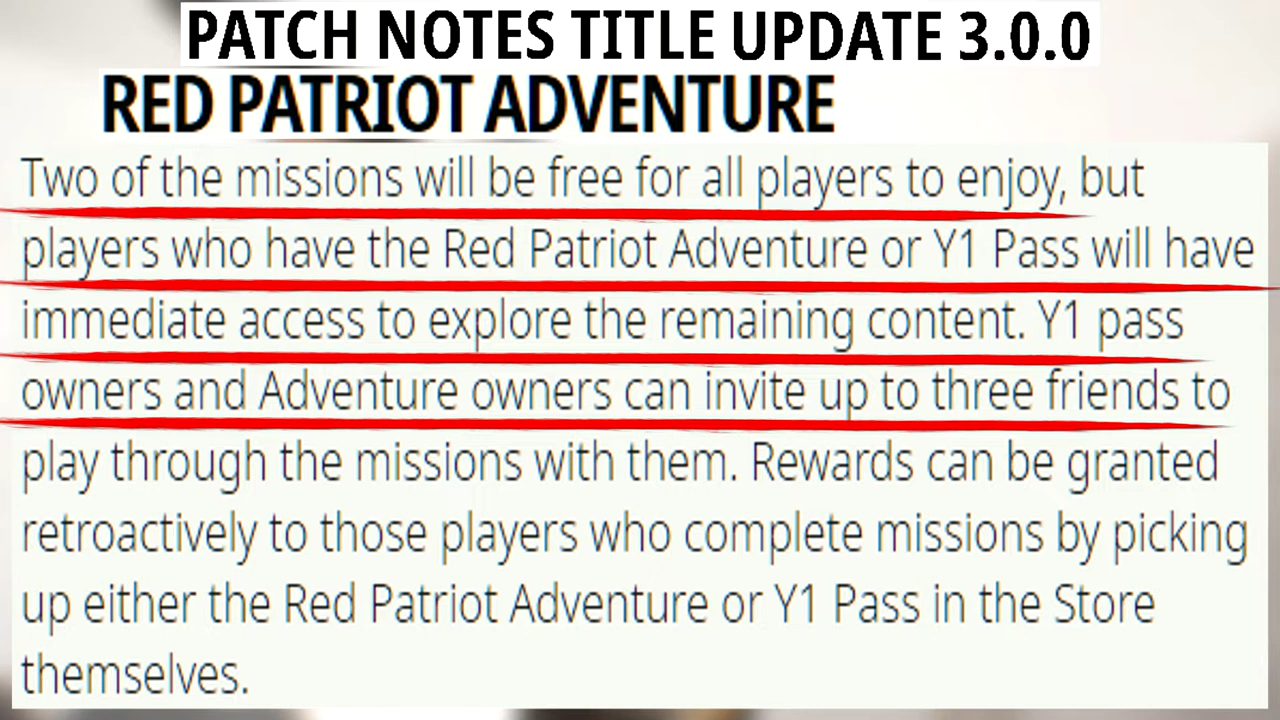 PATCH NOTES TITLE UPDATE 3.0.0
RED PATRIOT ADVENTURE
Two of the missions will be free for all players to enjoy, but
players who have the Red Patriot Adventure or Y1 Pass will have
immediate access to explore the remaining content. Y1 pass
owners and Adventure owners can invite up to three friends to
play through the missions with them. Rewards can be granted
retroactively to those players who complete missions by picking
up either the Red Patriot Adventure or Y1 Pass in the Store
themselves.